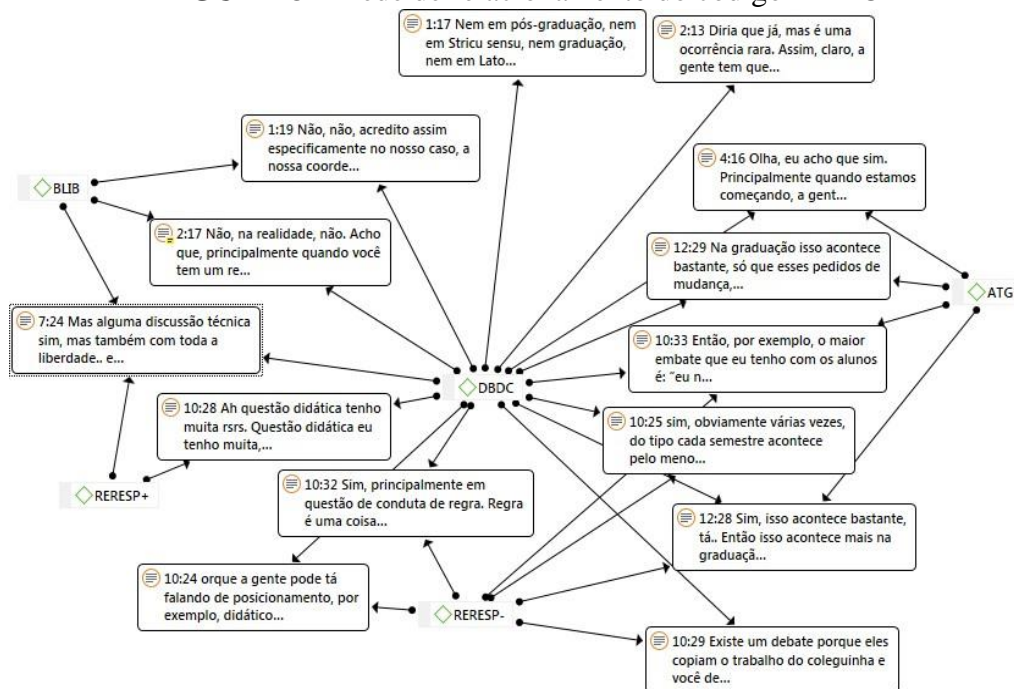 1:17 Nem em pós-graduação, nem
em Stricu sensu, nem graduação,
nem em Lato...
2:13 Diria que já, mas é uma
ocorrência rara. Assim, claro, a
gente tem que...
1:19 Não, não, acredito assim
especificamente no nosso caso, a
nossa coorde...
4:16 Olha, eu acho que sim.
Principalmente quando estamos
começando, a gent...
BLIB
2:17 Não, na realidade, não. Acho
que, principalmente quando você
tem um re...
12:29 Na graduação isso acontece
bastante, só que esses pedidos de
mudança,...
ATG
7:24 Mas alguma discussão técnica
sim, mas também com toda a
liberdade.. e...
10:33 Então, por exemplo, o maior
embate que eu tenho com os alunos
é: "eu n...
DBDC
10:28 Ah questão didática tenho
muita rsrs. Questão didática eu
tenho muita,...
10:25 sim, obviamente várias vezes,
do tipo cada semestre acontece
pelo meno...
RERESP+
10:32 Sim, principalmente em
questão de conduta de regra. Regra
é uma coisa...
12:28 Sim, isso acontece bastante,
tá.. Então isso acontece mais na
graduaçã...
10:24 orque a gente pode tá
falando de posicionamento, por
exemplo, didático...
RERESP-
10:29 Existe um debate porque eles
copiam o trabalho do coleguinha e
você de...